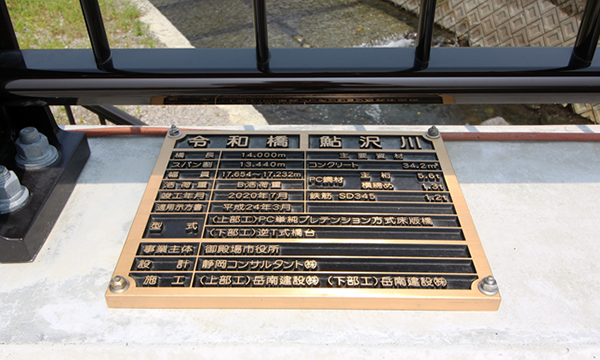 令和橋 鮎沢川
橋長 14.000m 主要資材
スパン割 13.440m コンクリート 34.2m³
幅員 17.654～17.232m PC鋼材 主桁 5.6t
活荷重 B活荷重 横締め 1.3t
竣工年月 2020年7月 鉄筋 SD345 1.2t
適用示方書 平成24年3月
型式 (上部工)PC単純プレテンション方式床版橋
(下部工)逆T式橋台
事業主体 御殿場市役所
設計 静岡コンサルタント㈱
施工 (上部工)岳南建設㈱ (下部工)岳南建設㈱